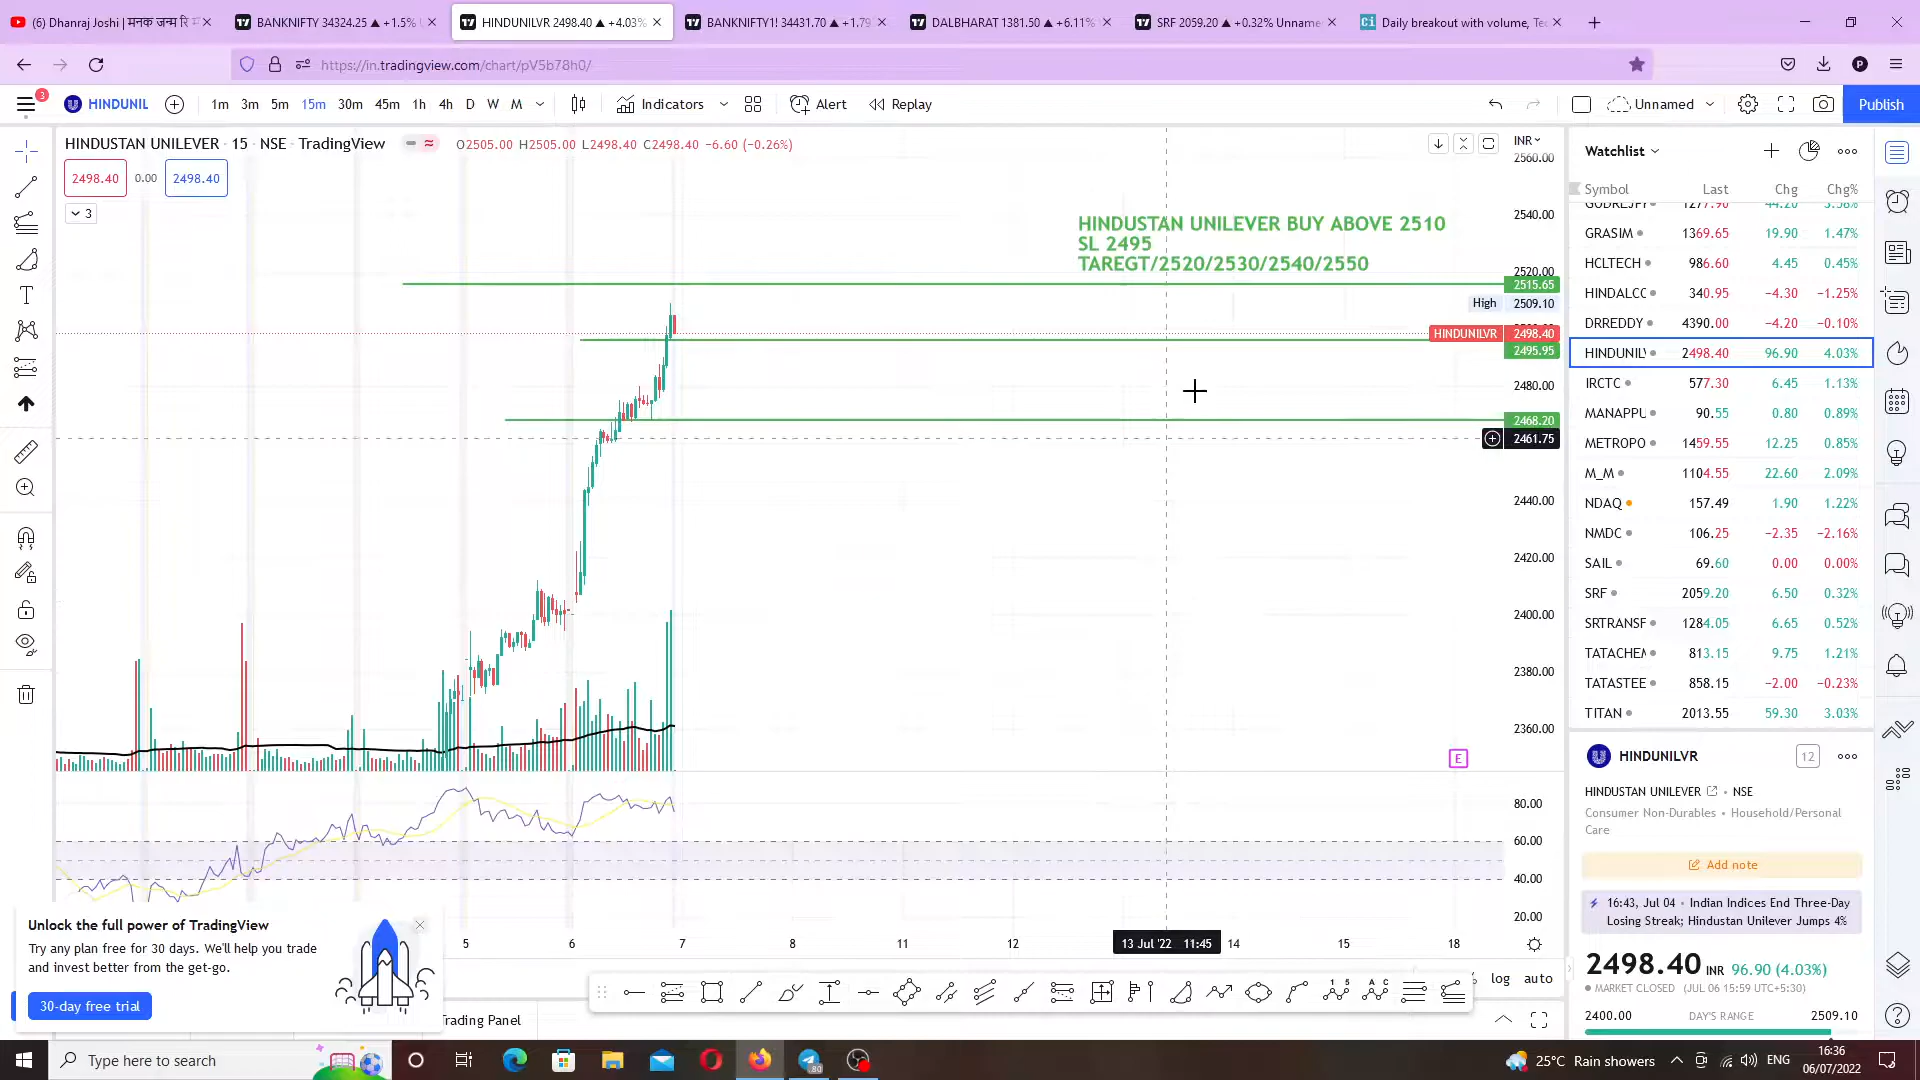 (6) Dhanraj Joshi | मनक जन्म रि
BANKNIFTY 34324.25 ▲ +1.5%
HINDUNILVR 2498.40 ▲ +4.03%
BANKNIFTY1! 34431.70 ▲ +1.79
DALBHARAT 1381.50 ▲ +6.11%
SRF 2059.20 ▲ +0.32% Unname
Ci Daily breakout with volume, Te
https://in.tradingview.com/chart/pV5b78h0/
3
HINDUNIL 1m 3m 5m 15m 30m 45m 1h 4h D W M Indicators Alert Replay Unnamed Publish
HINDUSTAN UNILEVER · 15 · NSE · TradingView O2505.00 H2505.00 L2498.40 C2498.40 −6.60 (−0.26%)
2498.40 0.00 2498.40
3
HINDUSTAN UNILEVER BUY ABOVE 2510
SL 2495
TAREGT/2520/2530/2540/2550
INR
2560.00
2540.00
2520.00
2515.65
High 2509.10
HINDUNILVR 2498.40
2495.95
2480.00
2468.20
2461.75
2440.00
2420.00
2400.00
2380.00
2360.00
E
80.00
60.00
40.00
20.00
5 6 7 8 11 12 13 Jul '22 11:45 14 15 18
log auto
Unlock the full power of TradingView
Try any plan free for 30 days. We'll help you trade
and invest better from the get-go.
30-day free trial
Trading Panel
Watchlist
Symbol Last Chg Chg%
1277.90 44.20 3.58%
GRASIM 1369.65 19.90 1.47%
HCLTECH 986.60 4.45 0.45%
HINDALCO 340.95 −4.30 −1.25%
DRREDDY 4390.00 −4.20 −0.10%
HINDUNILV 2498.40 96.90 4.03%
IRCTC 577.30 6.45 1.13%
MANAPPU 90.55 0.80 0.89%
METROPO 1459.55 12.25 0.85%
M_M 1104.55 22.60 2.09%
NDAQ 157.49 1.90 1.22%
NMDC 106.25 −2.35 −2.16%
SAIL 69.60 0.00 0.00%
SRF 2059.20 6.50 0.32%
SRTRANSF 1284.05 6.65 0.52%
TATACHEM 813.15 9.75 1.21%
TATASTEE 858.15 −2.00 −0.23%
TITAN 2013.55 59.30 3.03%
HINDUNILVR 12
HINDUSTAN UNILEVER • NSE
Consumer Non-Durables • Household/Personal
Care
Add note
16:43, Jul 04 • Indian Indices End Three-Day
Losing Streak; Hindustan Unilever Jumps 4%
2498.40 INR 96.90 (4.03%)
MARKET CLOSED (JUL 06 15:59 UTC+5:30)
2400.00 DAY'S RANGE 2509.10
Type here to search
80
25°C Rain showers
ENG
16:36
06/07/2022